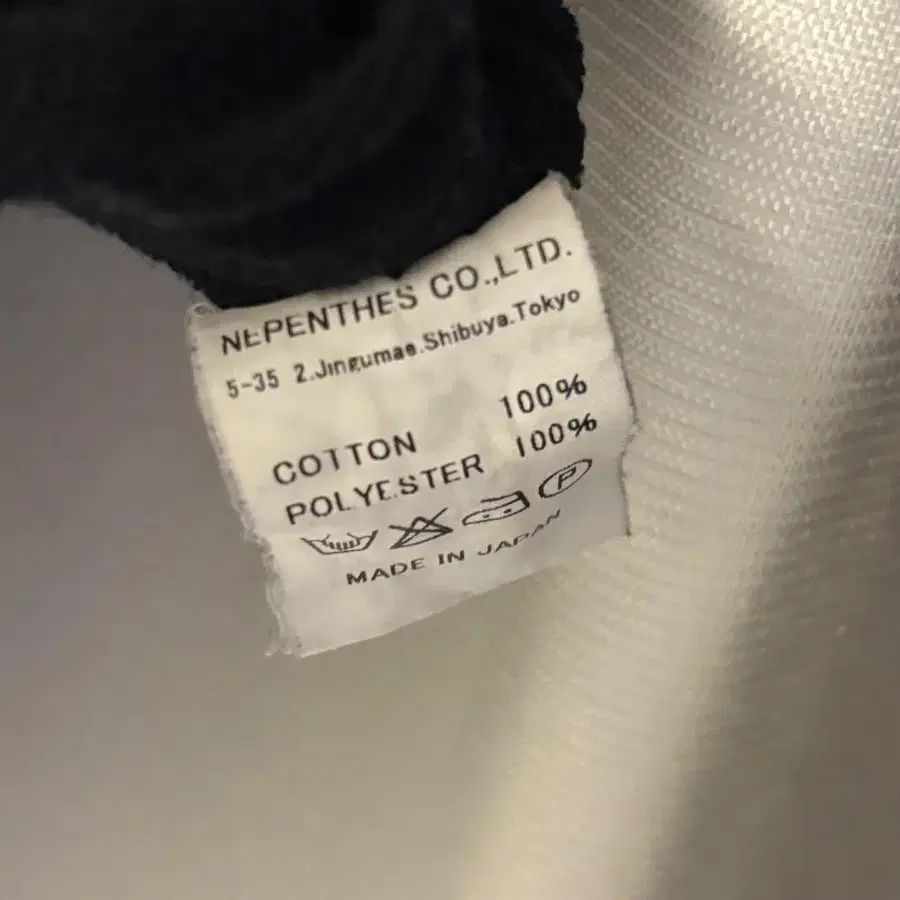 NEPENTHES CO.,LTD.
5-35 2.Jingumae.Shibuya.Tokyo
COTTON 100%
POLYESTER 100%
P
MADE IN JAPAN